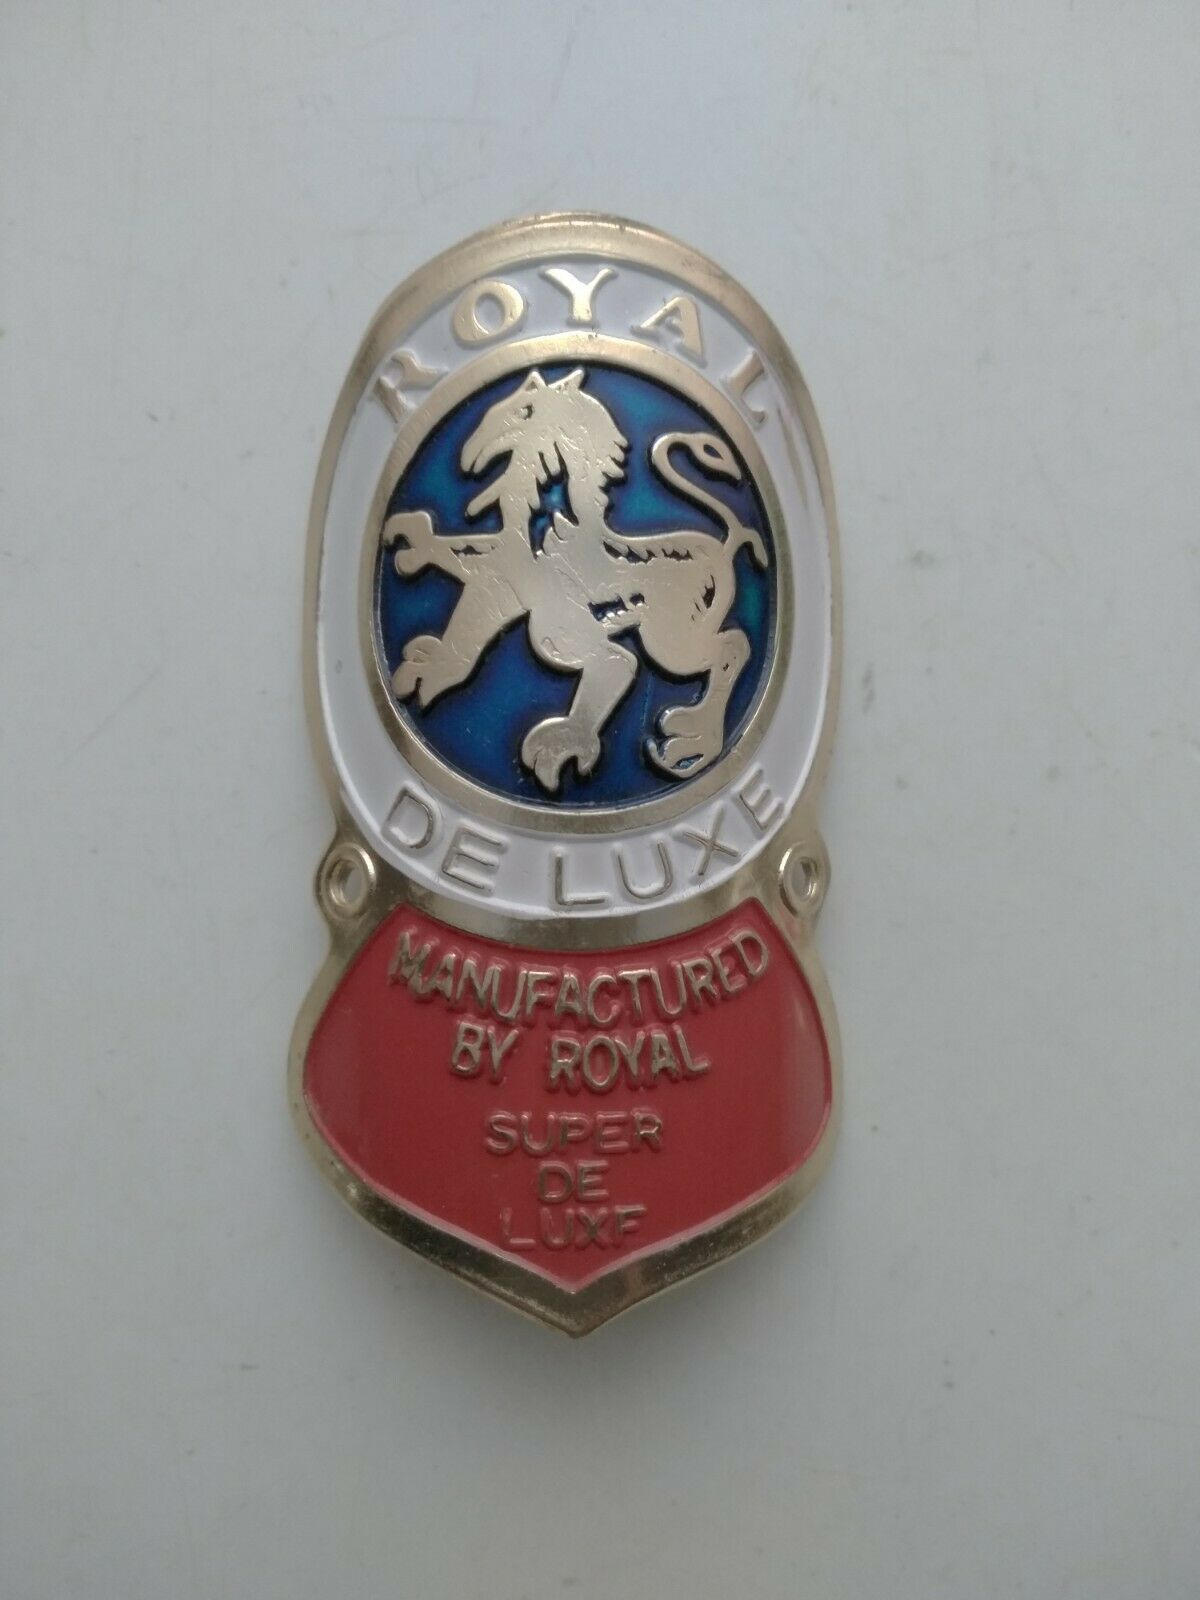 ROYAL
DE LUXE
MANUFACTURED
BY ROYAL
SUPER
DE
LUXE